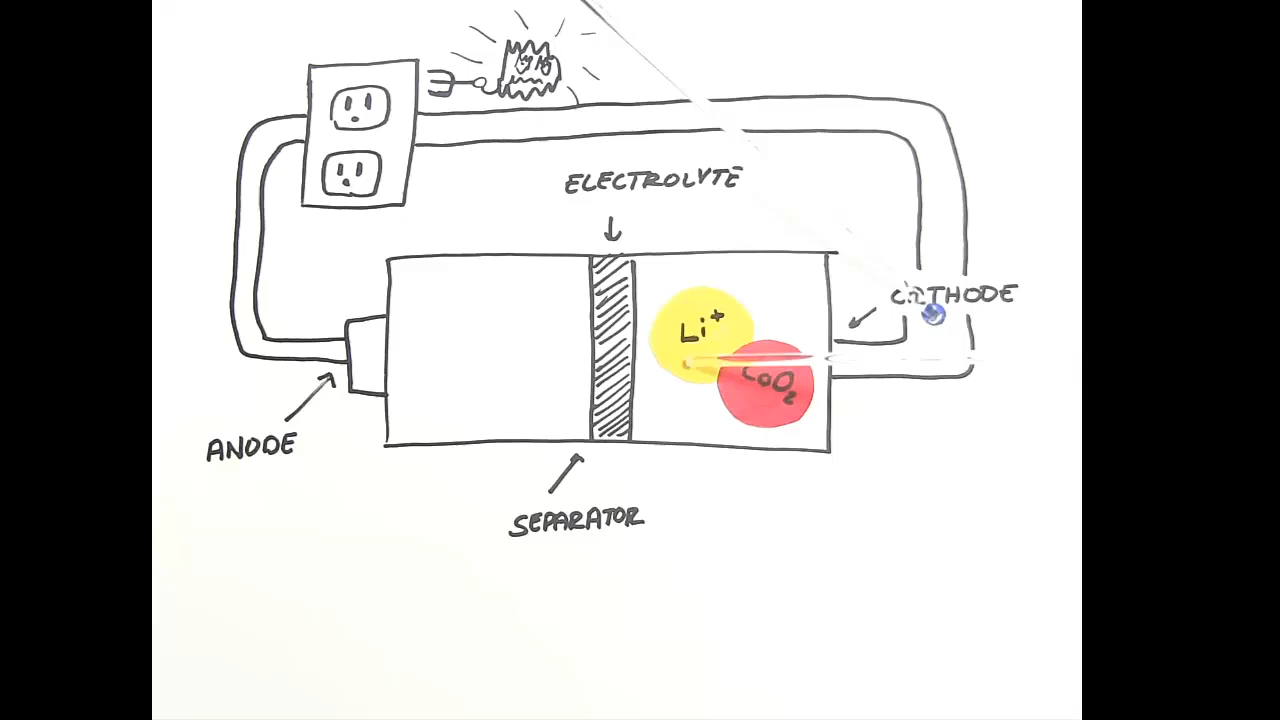 ELECTROLYTE
CATHODE
Li+
CoO2
ANODE
SEPARATOR